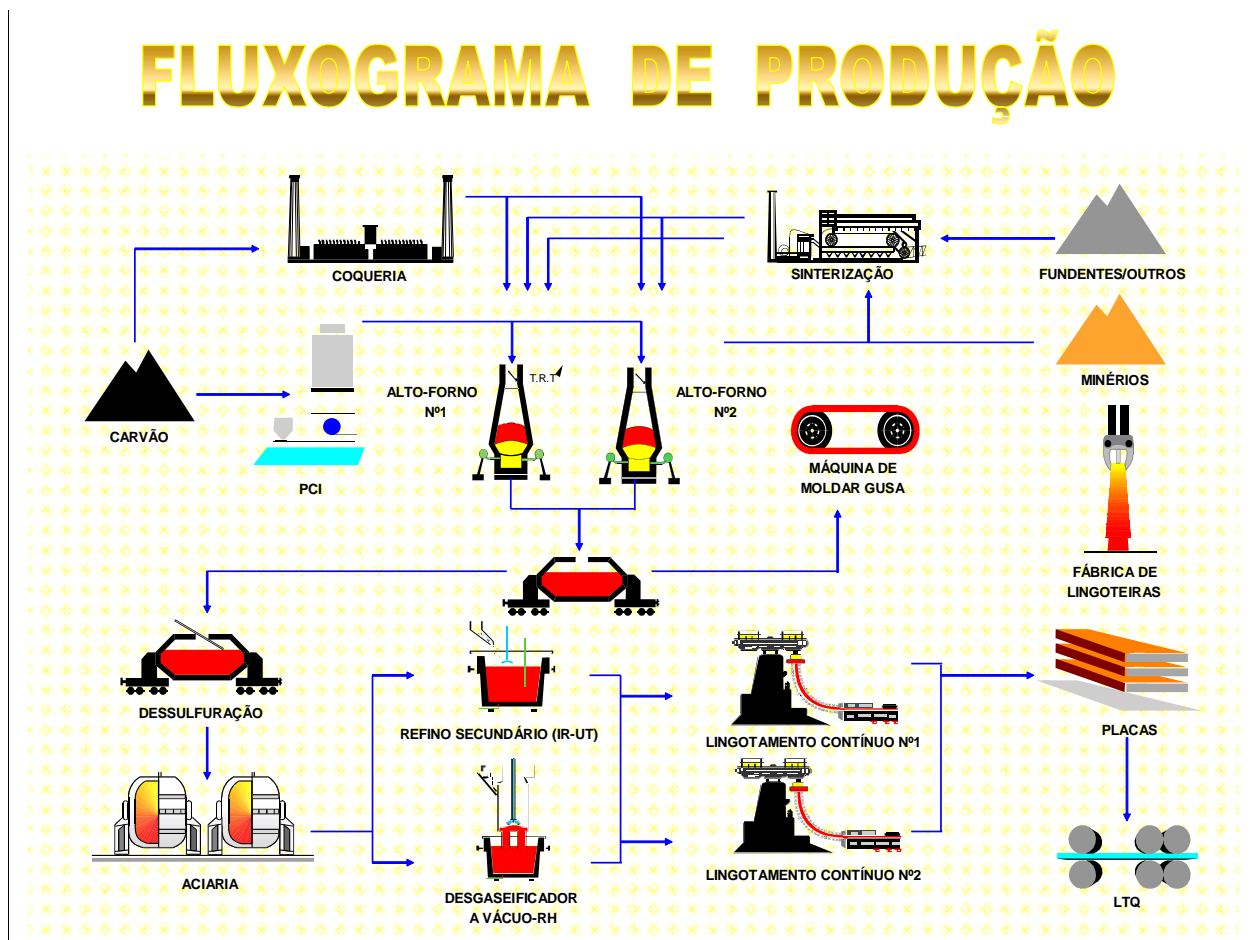 FLUXOGRAMA DE PRODUÇÃO
COQUERIA
SINTERIZAÇÃO
FUNDENTES/OUTROS
CARVÃO
PCI
ALTO-FORNO
Nº1
T.R.T
ALTO-FORNO
Nº2
MINÉRIOS
MÁQUINA DE
MOLDAR GUSA
FÁBRICA DE
LINGOTEIRAS
DESSULFURAÇÃO
REFINO SECUNDÁRIO (IR-UT)
LINGOTAMENTO CONTÍNUO Nº1
PLACAS
ACIARIA
DESGASEIFICADOR
A VÁCUO-RH
LINGOTAMENTO CONTÍNUO Nº2
LTQ